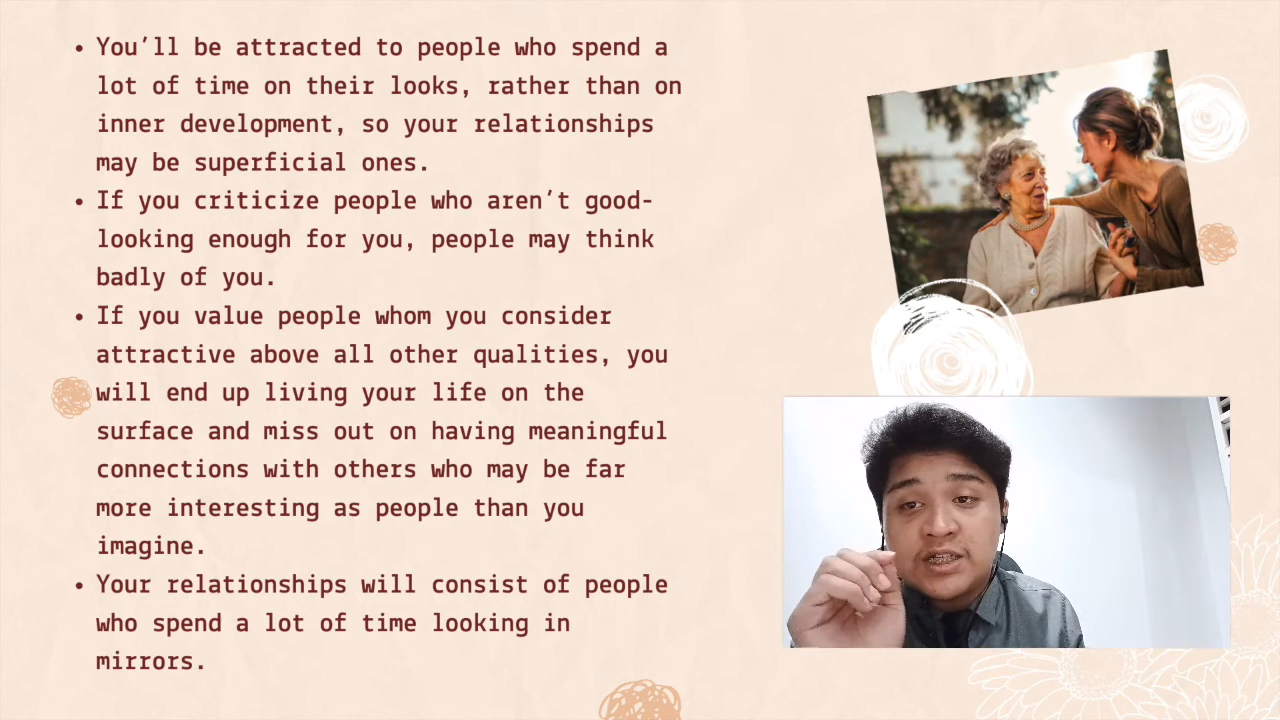 • You'll be attracted to people who spend a
lot of time on their looks, rather than on
inner development, so your relationships
may be superficial ones.
• If you criticize people who aren't good-
looking enough for you, people may think
badly of you.
• If you value people whom you consider
attractive above all other qualities, you
will end up living your life on the
surface and miss out on having meaningful
connections with others who may be far
more interesting as people than you
imagine.
• Your relationships will consist of people
who spend a lot of time looking in
mirrors.